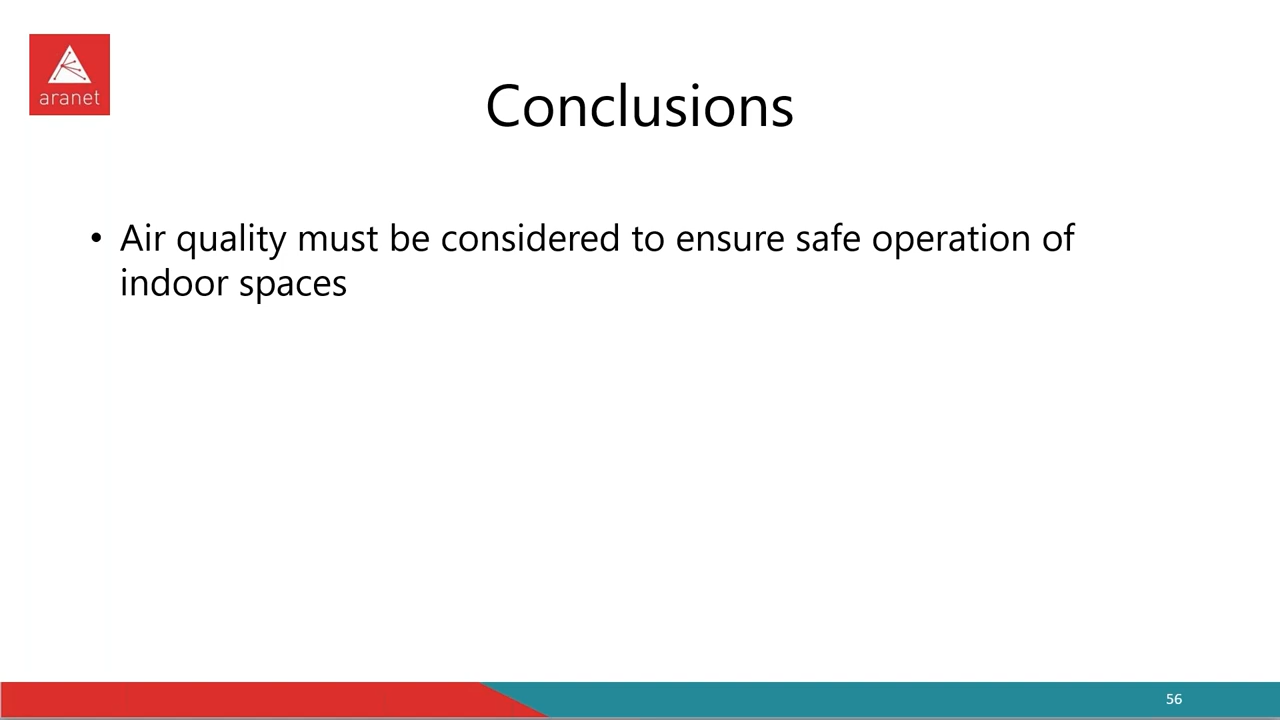 aranet
Conclusions
• Air quality must be considered to ensure safe operation of
indoor spaces
56